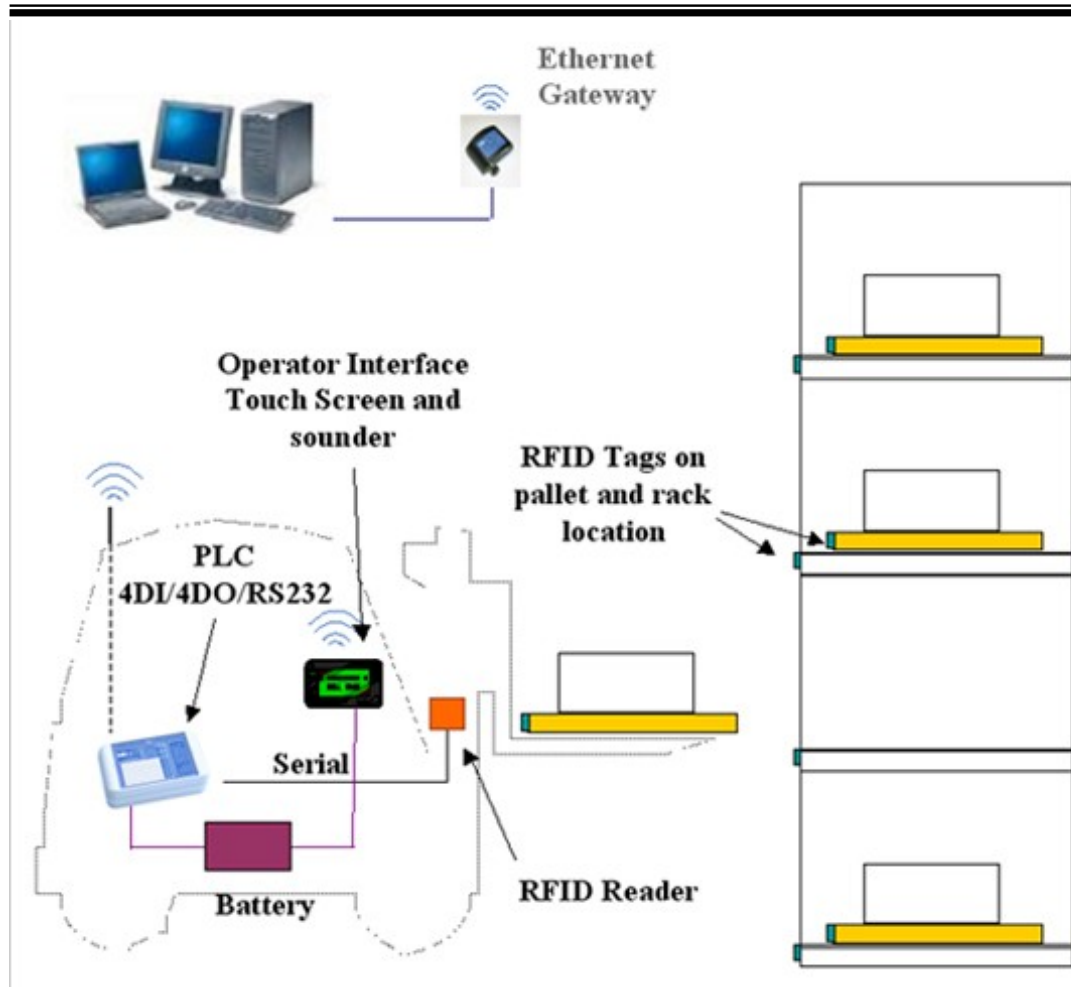 Ethernet
Gateway
Operator Interface
Touch Screen and
sounder
RFID Tags on
pallet and rack
location
PLC
4DI/4DO/RS232
Serial
Battery
RFID Reader